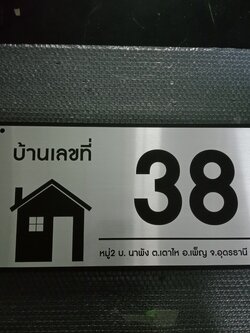 บ้านเลขที่
38
หมู่2 บ. นาพัง ต.เตาไห อ.เพ็ญ จ.อุดรธานี